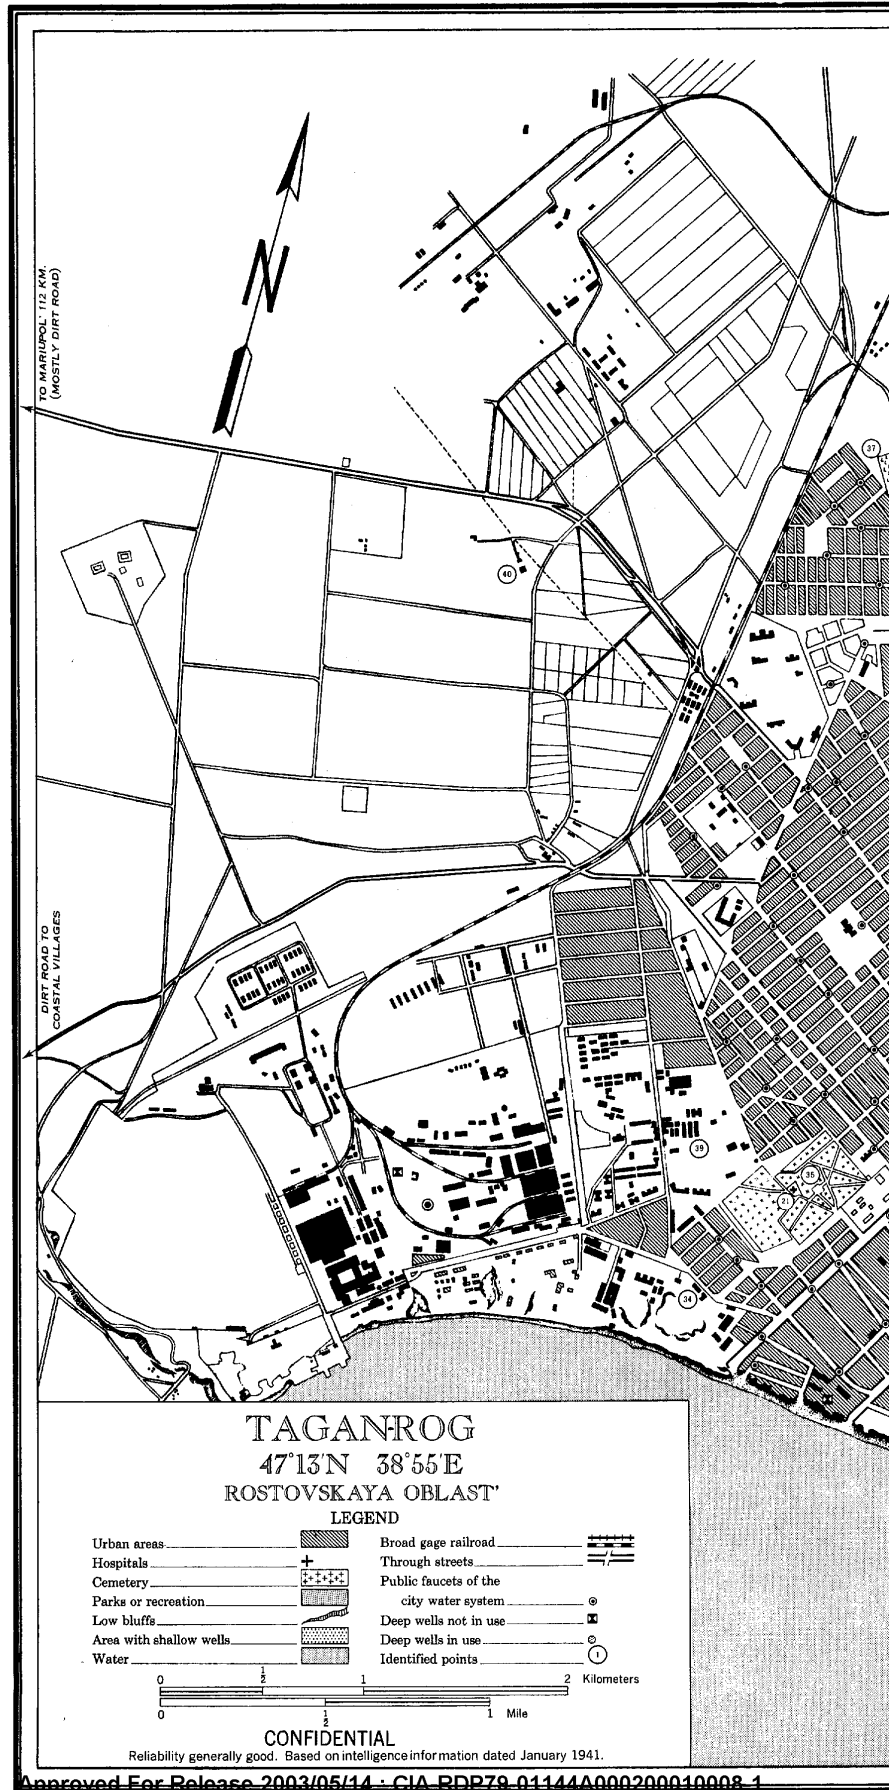 N
TO MARIUPOL' 112 KM.
(MOSTLY DIRT ROAD)
37
40
DIRT ROAD TO
COASTAL VILLAGES
39
35
21
34
TAGANROG
47°13'N 38°55'E
ROSTOVSKAYA OBLAST'
LEGEND
Urban areas
Hospitals
Cemetery
Parks or recreation
Low bluffs
Area with shallow wells
Water
Broad gage railroad
Through streets
Public faucets of the
city water system
Deep wells not in use
Deep wells in use
Identified points 1
0 1/2 1 2 Kilometers
0 1/2 1 Mile
CONFIDENTIAL
Reliability generally good. Based on intelligence information dated January 1941.
Approved For Release 2003/05/14 : CIA-RDP79-01144A000200010008-1